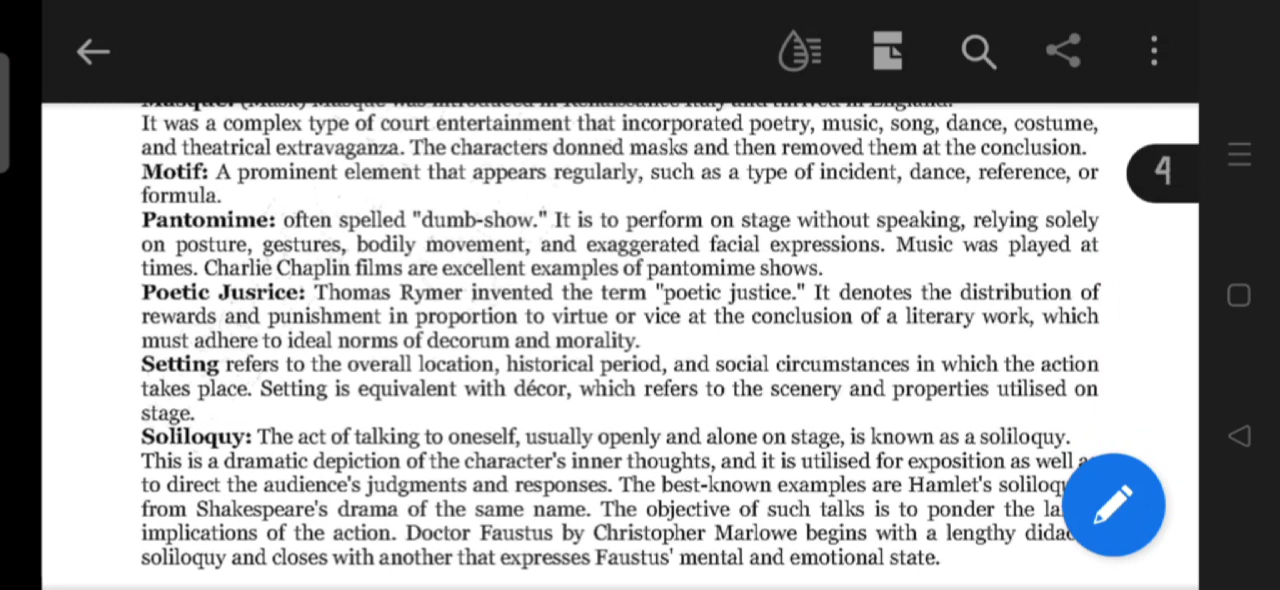 It was a complex type of court entertainment that incorporated poetry, music, song, dance, costume,
and theatrical extravaganza. The characters donned masks and then removed them at the conclusion.
Motif: A prominent element that appears regularly, such as a type of incident, dance, reference, or
4
formula.
Pantomime: often spelled "dumb-show." It is to perform on stage without speaking, relying solely
on posture, gestures, bodily movement, and exaggerated facial expressions. Music was played at
times. Charlie Chaplin films are excellent examples of pantomime shows.
Poetic Jusrice: Thomas Rymer invented the term "poetic justice." It denotes the distribution of
rewards and punishment in proportion to virtue or vice at the conclusion of a literary work, which
must adhere to ideal norms of decorum and morality.
Setting refers to the overall location, historical period, and social circumstances in which the action
takes place. Setting is equivalent with décor, which refers to the scenery and properties utilised on
stage.
Soliloquy: The act of talking to oneself, usually openly and alone on stage, is known as a soliloquy.
This is a dramatic depiction of the character's inner thoughts, and it is utilised for exposition as well
to direct the audience's judgments and responses. The best-known examples are Hamlet's
from Shakespeare's drama of the same name. The objective of such talks is to ponder the
implications of the action. Doctor Faustus by Christopher Marlowe begins with a lengthy
soliloquy and closes with another that expresses Faustus' mental and emotional state.